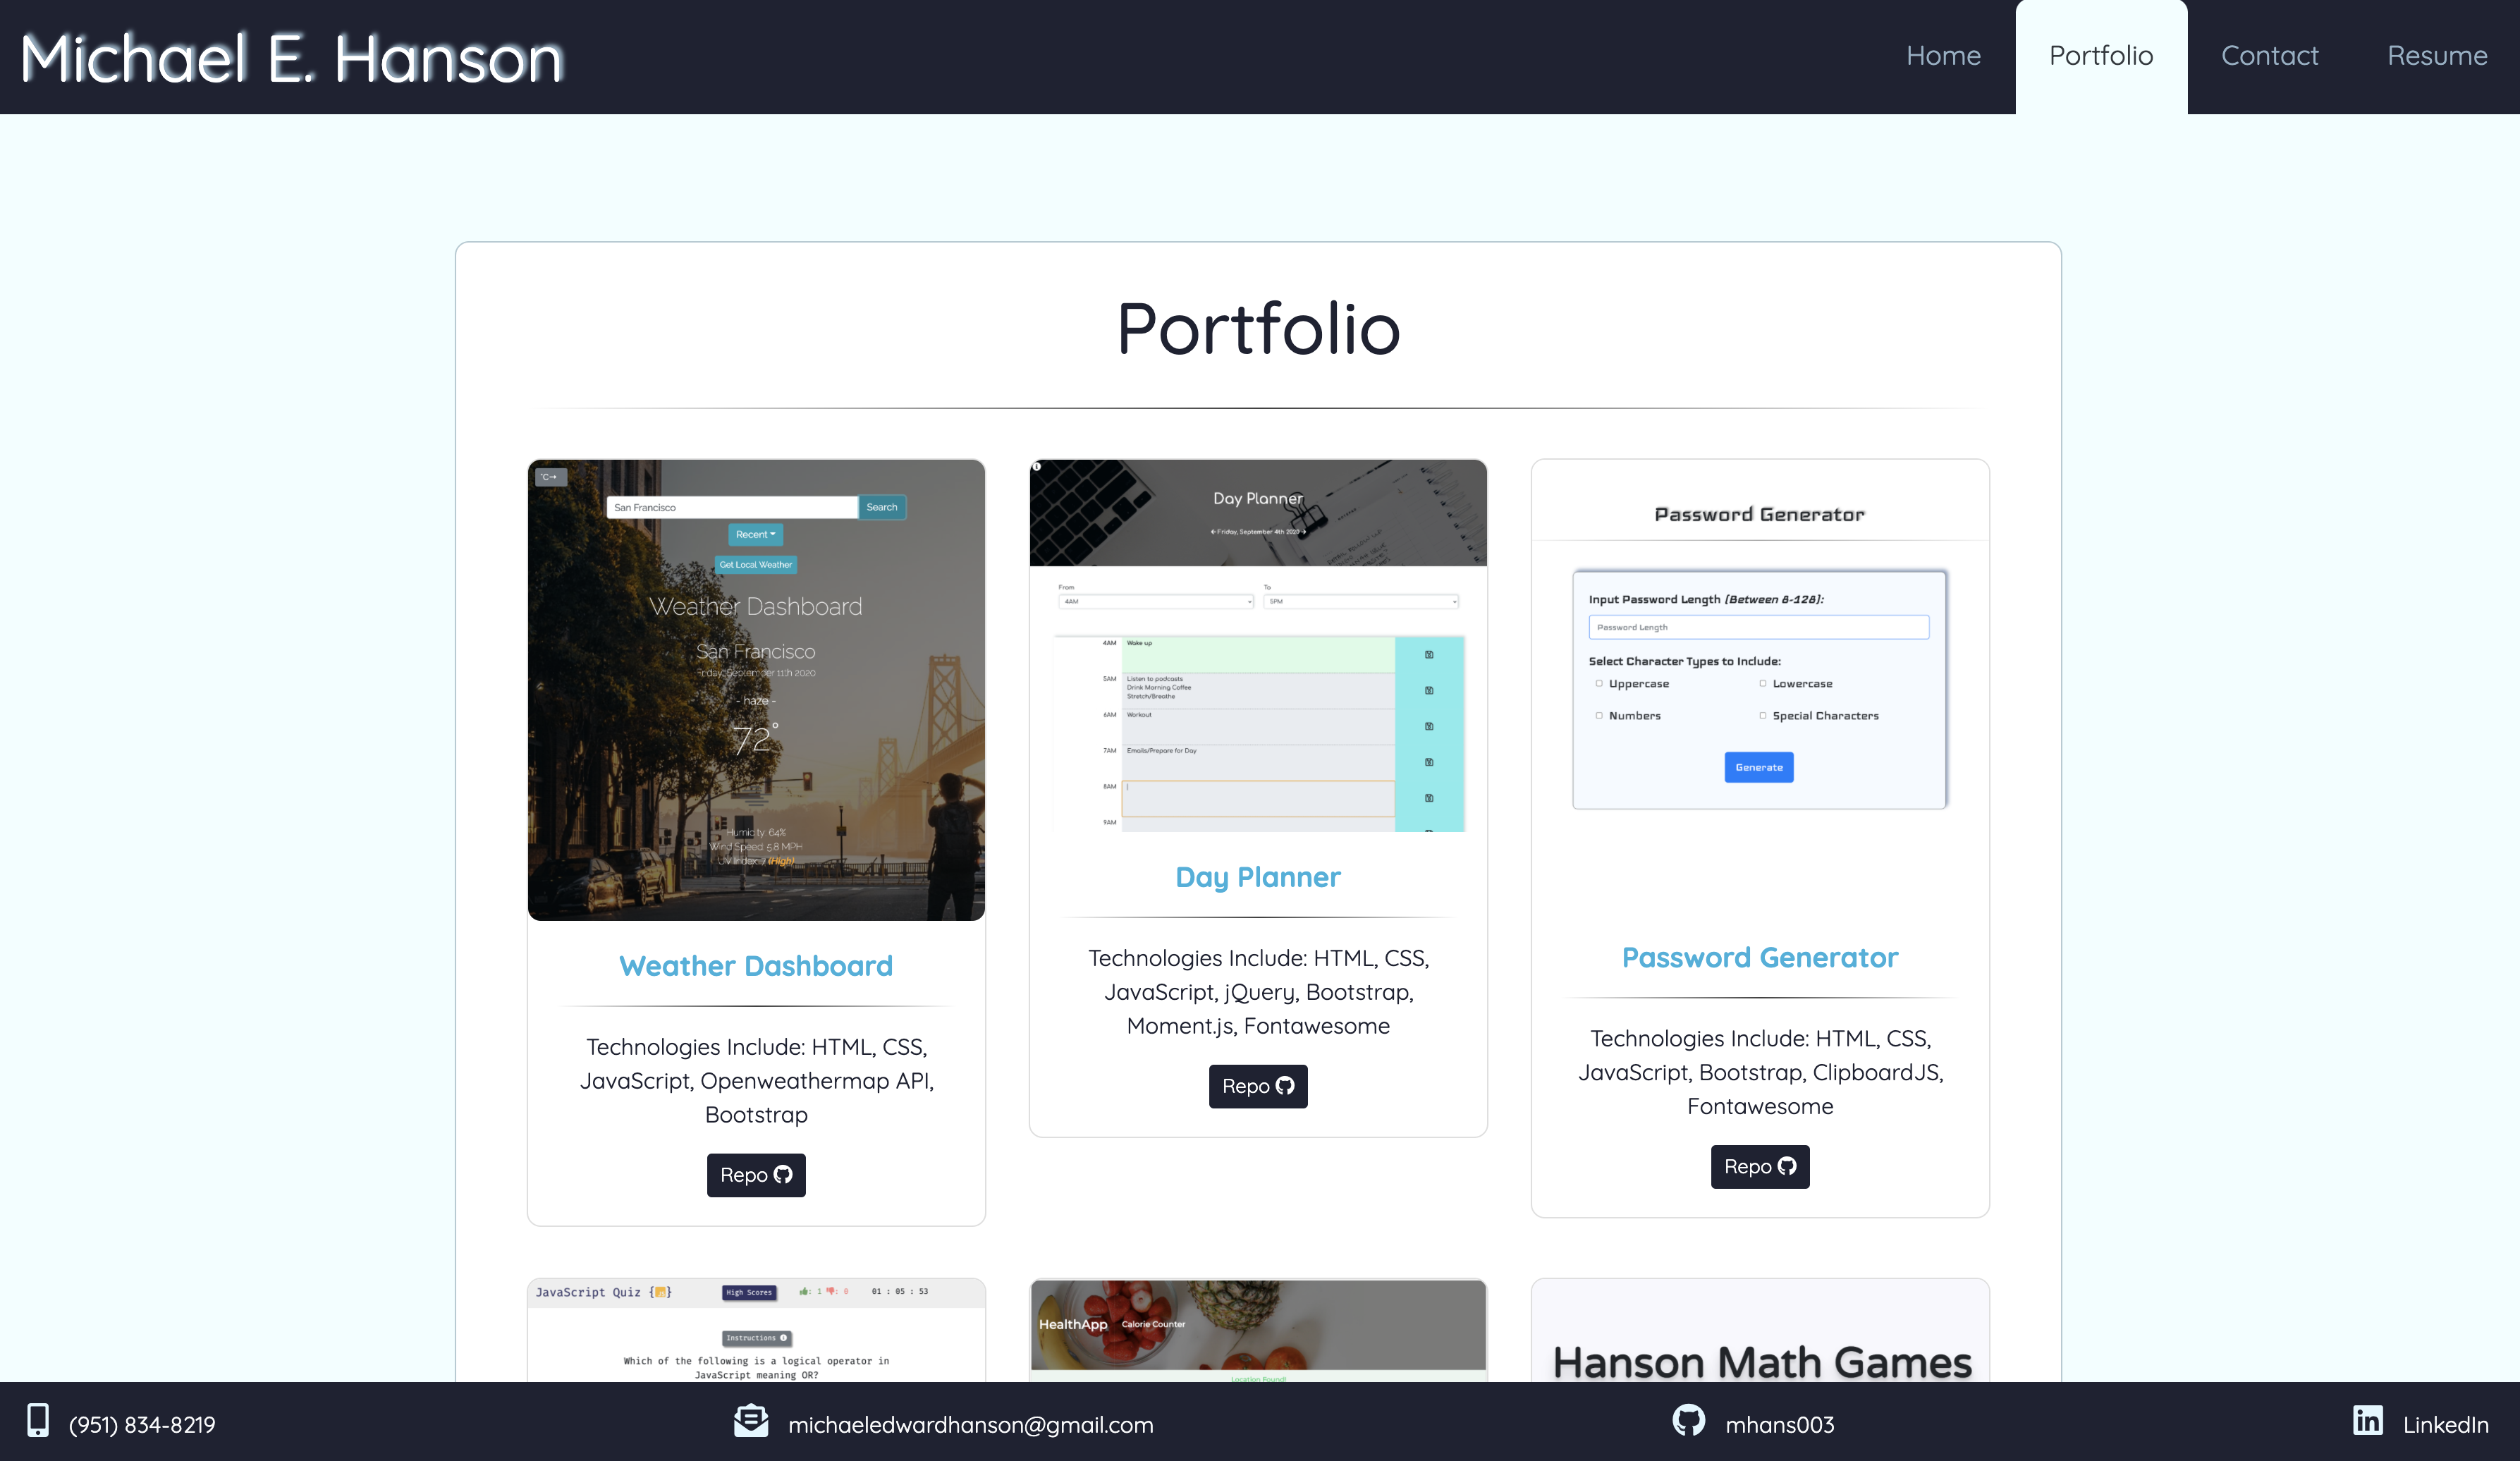 Michael E. Hanson
Home
Portfolio
Contact
Resume
Portfolio
°C→
San Francisco
Search
Recent
Get Local Weather
Weather Dashboard
San Francisco
Friday, September 11th 2020
- haze -
72°
Humidity: 64%
Wind Speed: 5.8 MPH
UV Index: (High)
Weather Dashboard
Technologies Include: HTML, CSS,
JavaScript, Openweathermap API,
Bootstrap
Repo
Day Planner
← Friday, September 4th 2020 →
From
To
4AM
5PM
4AM Wake up
5AM Listen to podcasts
Drink Morning Coffee
Stretch/Breathe
6AM Workout
7AM Emails/Prepare for Day
8AM
9AM
Day Planner
Technologies Include: HTML, CSS,
JavaScript, jQuery, Bootstrap,
Moment.js, Fontawesome
Repo
Password Generator
Input Password Length (Between 8-128):
Password Length
Select Character Types to Include:
Uppercase
Lowercase
Numbers
Special Characters
Generate
Password Generator
Technologies Include: HTML, CSS,
JavaScript, Bootstrap, ClipboardJS,
Fontawesome
Repo
JavaScript Quiz { }
High Scores
: 1 : 0
01 : 05 : 53
Instructions
Which of the following is a logical operator in
JavaScript meaning OR?
HealthApp
Calorie Counter
Location Found!
Hanson Math Games
(951) 834-8219
michaeledwardhanson@gmail.com
mhans003
LinkedIn